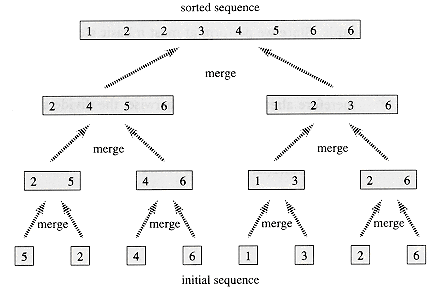 sorted sequence
1 2 2 3 4 5 6 6
merge
2 4 5 6
1 2 3 6
merge
merge
2 5
4 6
1 3
2 6
merge
merge
merge
merge
5
2
4
6
1
3
2
6
initial sequence